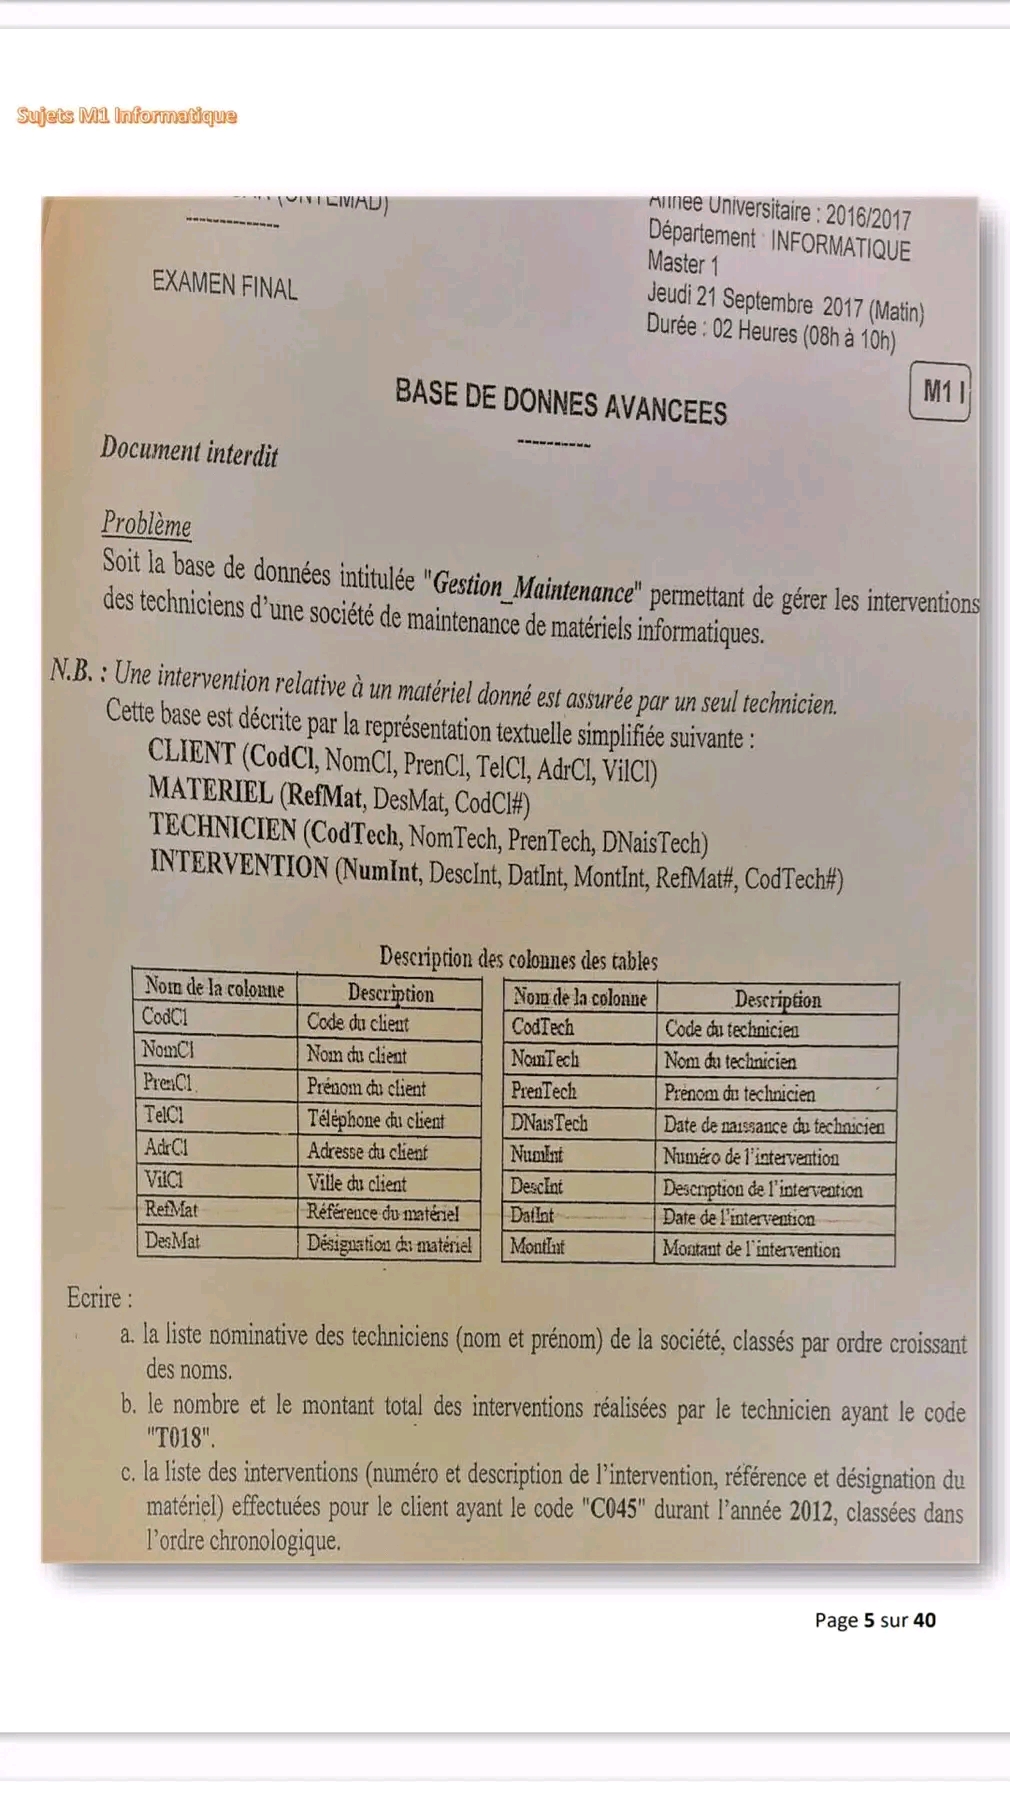 Sujets M1 Informatique
(UNTEMAD)
Année Universitaire : 2016/2017
Département INFORMATIQUE
Master 1
Jeudi 21 Septembre 2017 (Matin)
Durée : 02 Heures (08h à 10h)
EXAMEN FINAL
M1 I
BASE DE DONNES AVANCEES
----------
Document interdit
Problème
Soit la base de données intitulée "Gestion_Maintenance" permettant de gérer les interventions
des techniciens d'une société de maintenance de matériels informatiques.
N.B. : Une intervention relative à un matériel donné est assurée par un seul technicien.
Cette base est décrite par la représentation textuelle simplifiée suivante :
CLIENT (CodCl, NomCl, PrenCl, TelCl, AdrCl, VilCl)
MATERIEL (RefMat, DesMat, CodCl#)
TECHNICIEN (CodTech, NomTech, PrenTech, DNaisTech)
INTERVENTION (NumInt, DescInt, DatInt, MontInt, RefMat#, CodTech#)
Description des colonnes des tables
Nom de la colonne Description Nom de la colonne Description
CodCl Code du client CodTech Code du technicien
NomCl Nom du client NomTech Nom du technicien
PrenCl Prénom du client PrenTech Prénom du technicien
TelCl Téléphone du client DNaisTech Date de naissance du technicien
AdrCl Adresse du client NumInt Numéro de l'intervention
VilCl Ville du client DescInt Description de l'intervention
RefMat Référence du matériel DatInt Date de l'intervention
DesMat Désignation du matériel MontInt Montant de l'intervention
Ecrire :
a. la liste nominative des techniciens (nom et prénom) de la société, classés par ordre croissant
des noms.
b. le nombre et le montant total des interventions réalisées par le technicien ayant le code
"T018".
c. la liste des interventions (numéro et description de l'intervention, référence et désignation du
matériel) effectuées pour le client ayant le code "C045" durant l'année 2012, classées dans
l'ordre chronologique.
Page 5 sur 40